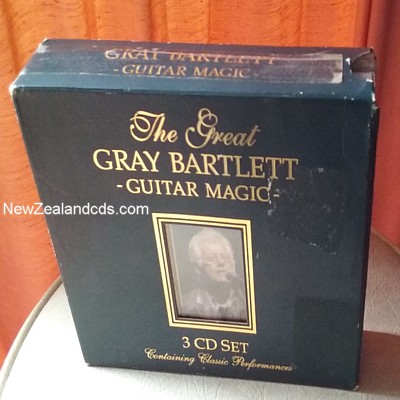 GRAY BARTLETT
- GUITAR MAGIC -
The Great
GRAY BARTLETT
- GUITAR MAGIC -
NewZealandcds.com
3 CD SET
Containing Classic Performances